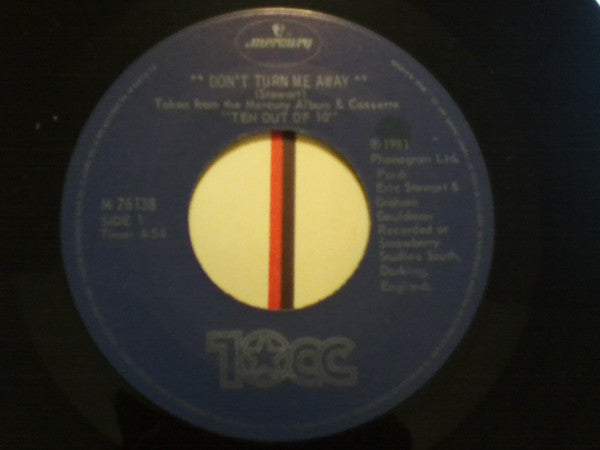 mercury
" DON'T TURN ME AWAY "
(Stewart)
Taken from the Mercury Album & Cassette
"TEN OUT OF 10"
℗ 1981
Phonogram Ltd.
Prod:
Eric Stewart &
Graham
Gouldman
Recorded at
Strawberry
Studios South,
Dorking,
England.
M 76138
SIDE 1
Time: 4:54
10CC